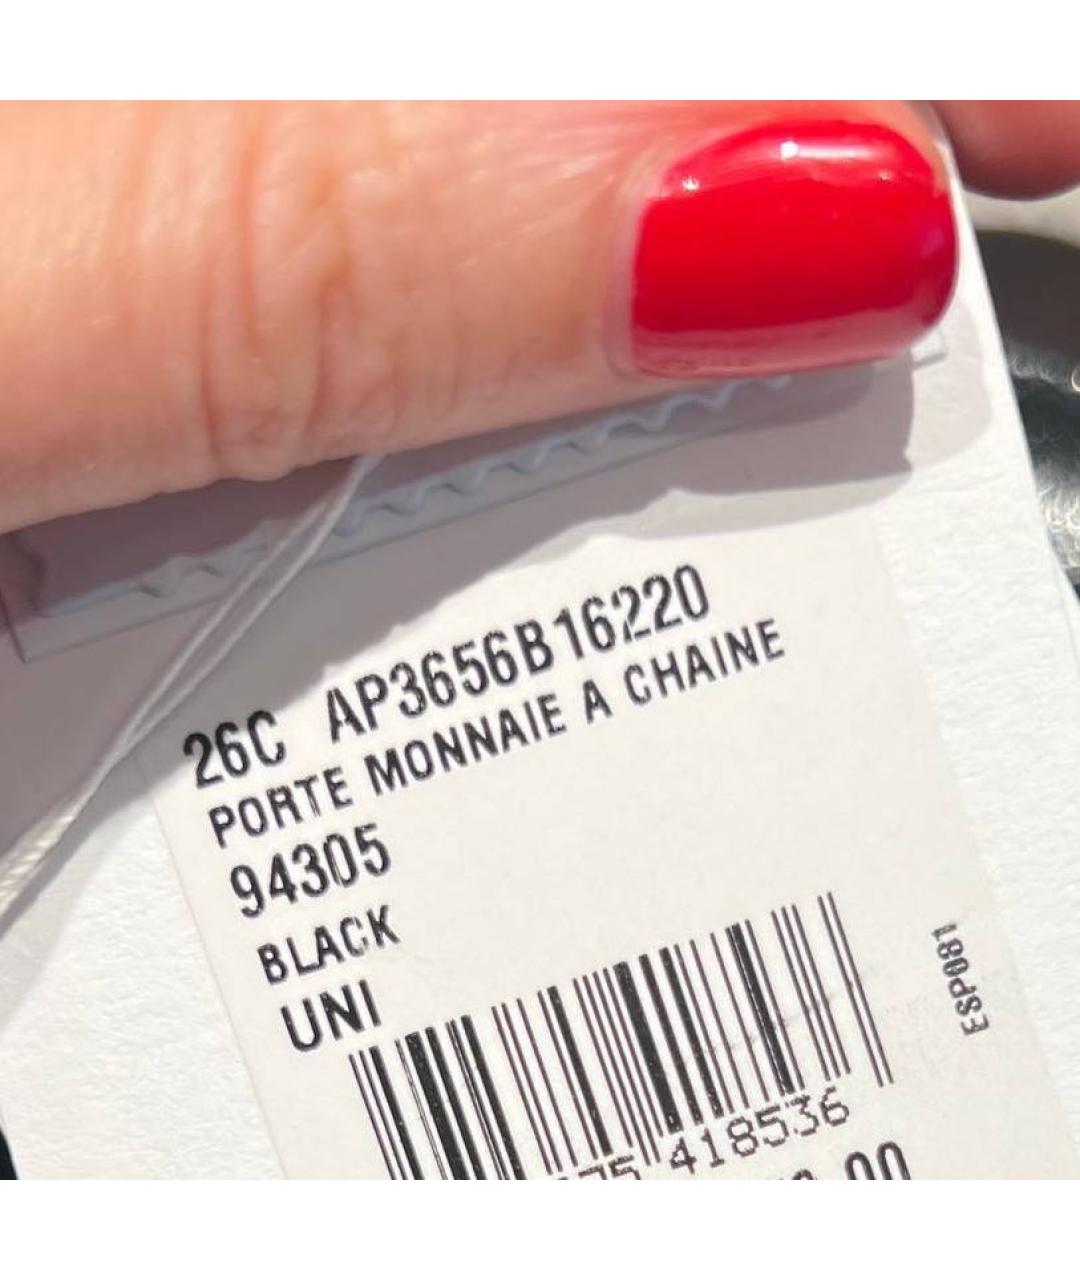 26C AP3656B16220
PORTE MONNAIE A CHAINE
94305
BLACK
UNI
ESP081
418536